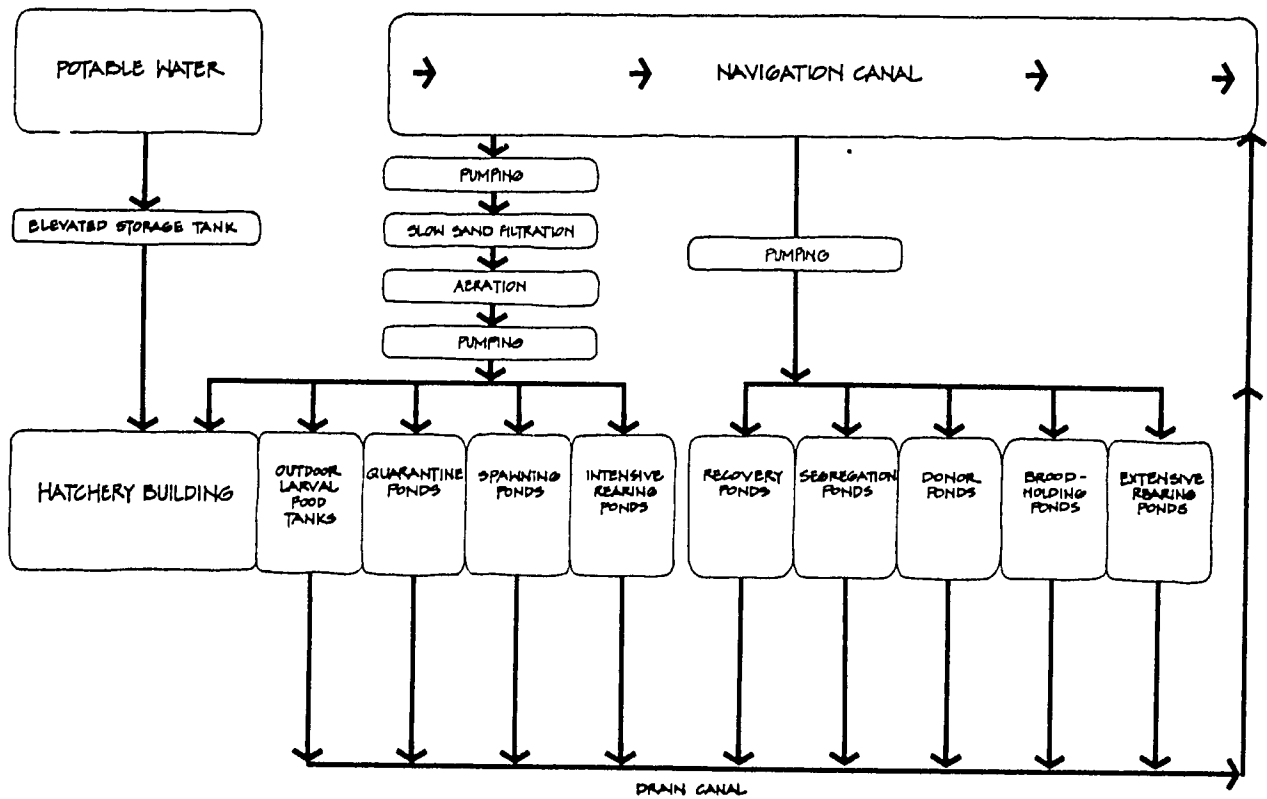 POTABLE WATER
NAVIGATION CANAL
PUMPING
ELEVATED STORAGE TANK
SLOW SAND FILTRATION
PUMPING
AERATION
PUMPING
HATCHERY BUILDING
OUTDOOR
LARVAL
FOOD
TANKS
QUARANTINE
PONDS
SPAWNING
PONDS
INTENSIVE
REARING
PONDS
RECOVERY
PONDS
SEGREGATION
PONDS
DONOR
PONDS
BROOD-
HOLDING
PONDS
EXTENSIVE
REARING
PONDS
DRAIN CANAL